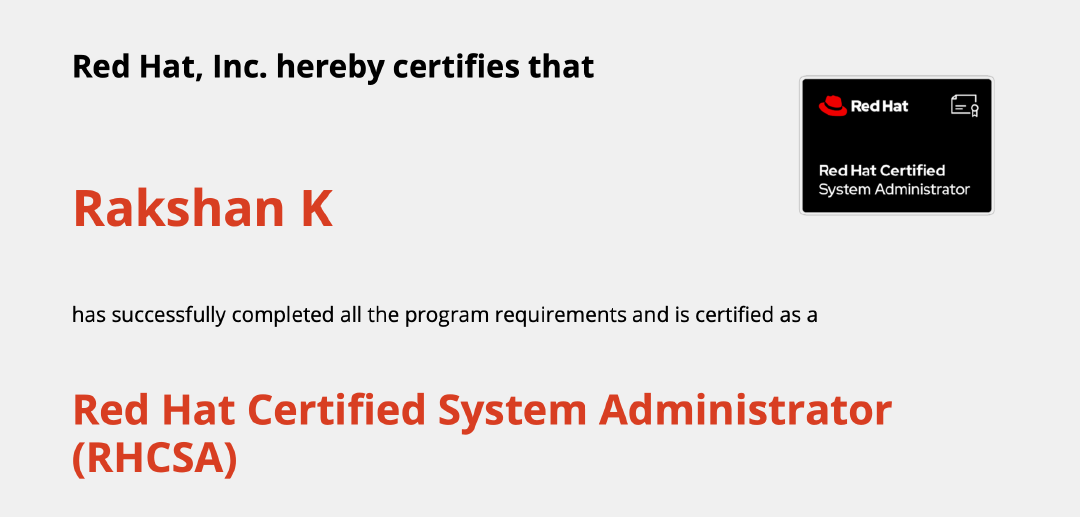 Red Hat, Inc. hereby certifies that
Red Hat
Red Hat Certified
System Administrator
Rakshan K
has successfully completed all the program requirements and is certified as a
Red Hat Certified System Administrator
(RHCSA)